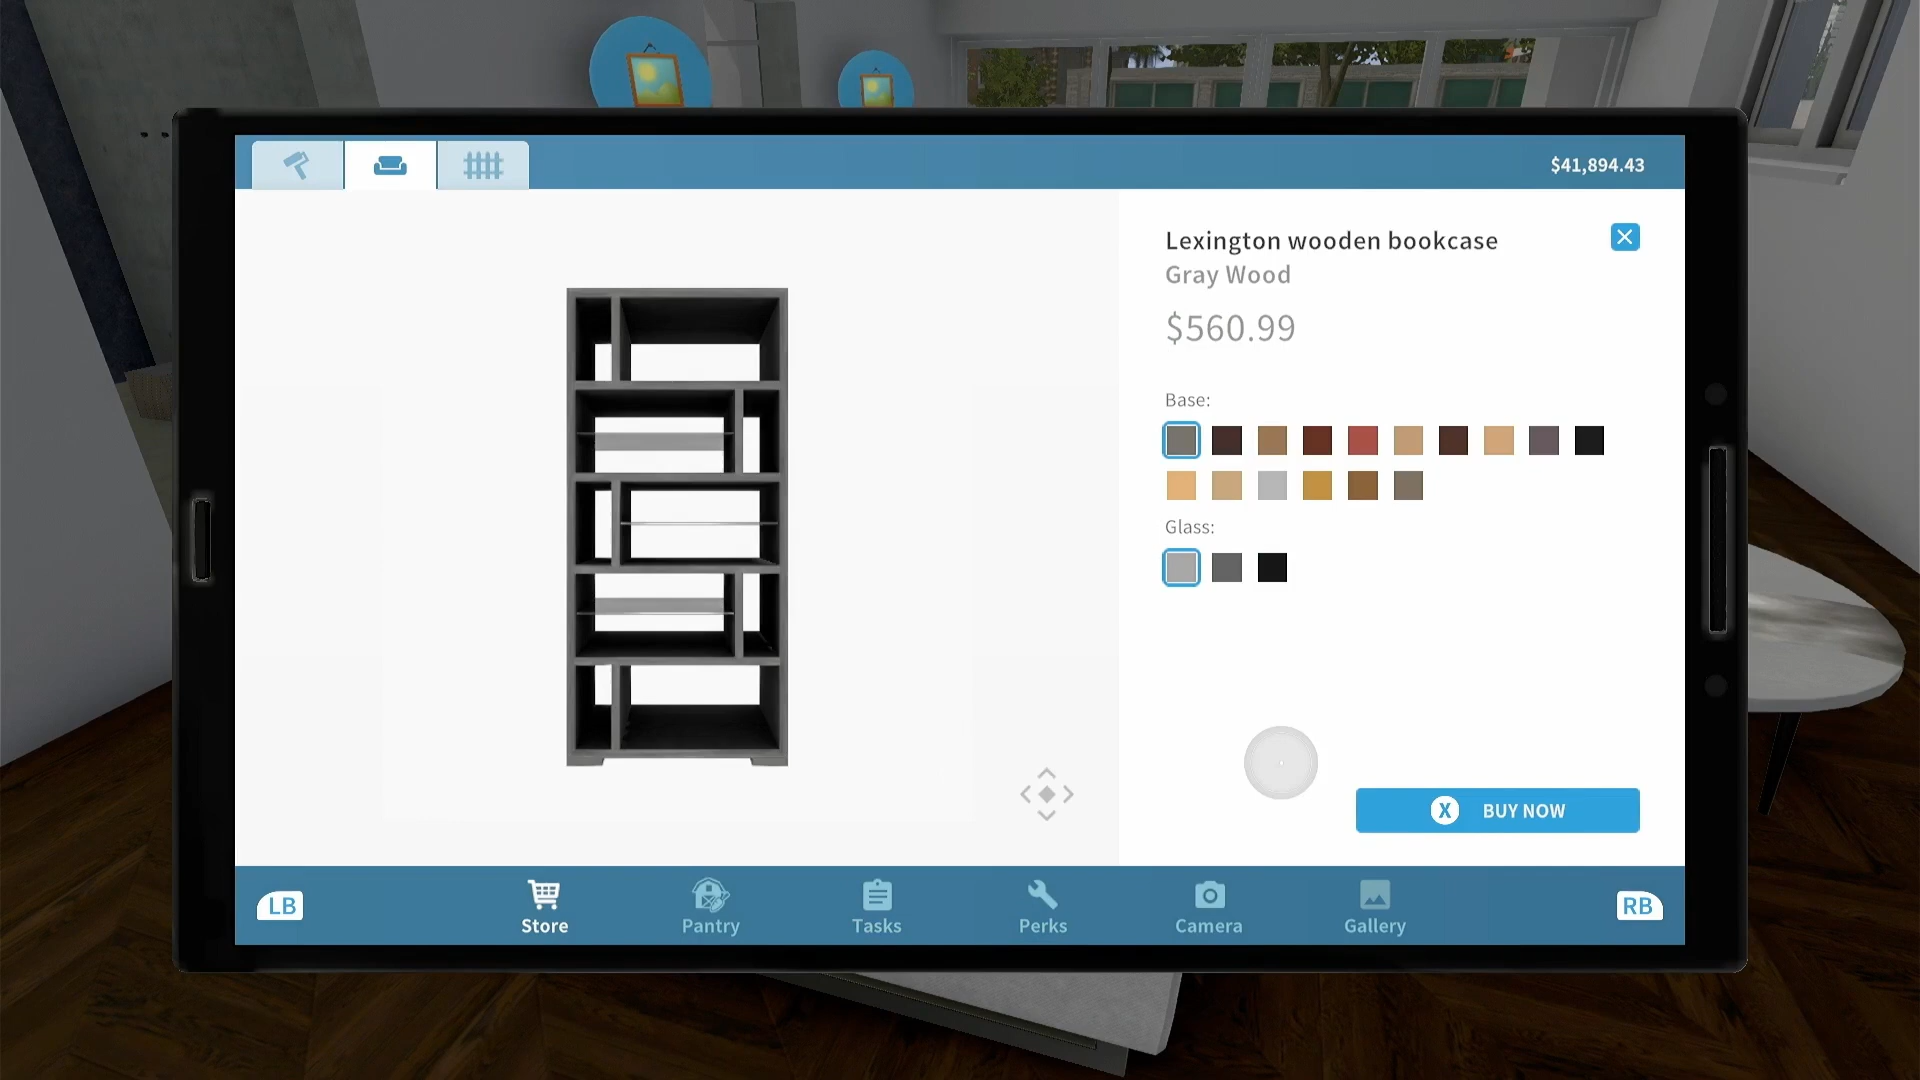 $41,894.43
Lexington wooden bookcase
Gray Wood
$560.99
Base:
Glass:
X BUY NOW
LB
Store
Pantry
Tasks
Perks
Camera
Gallery
RB